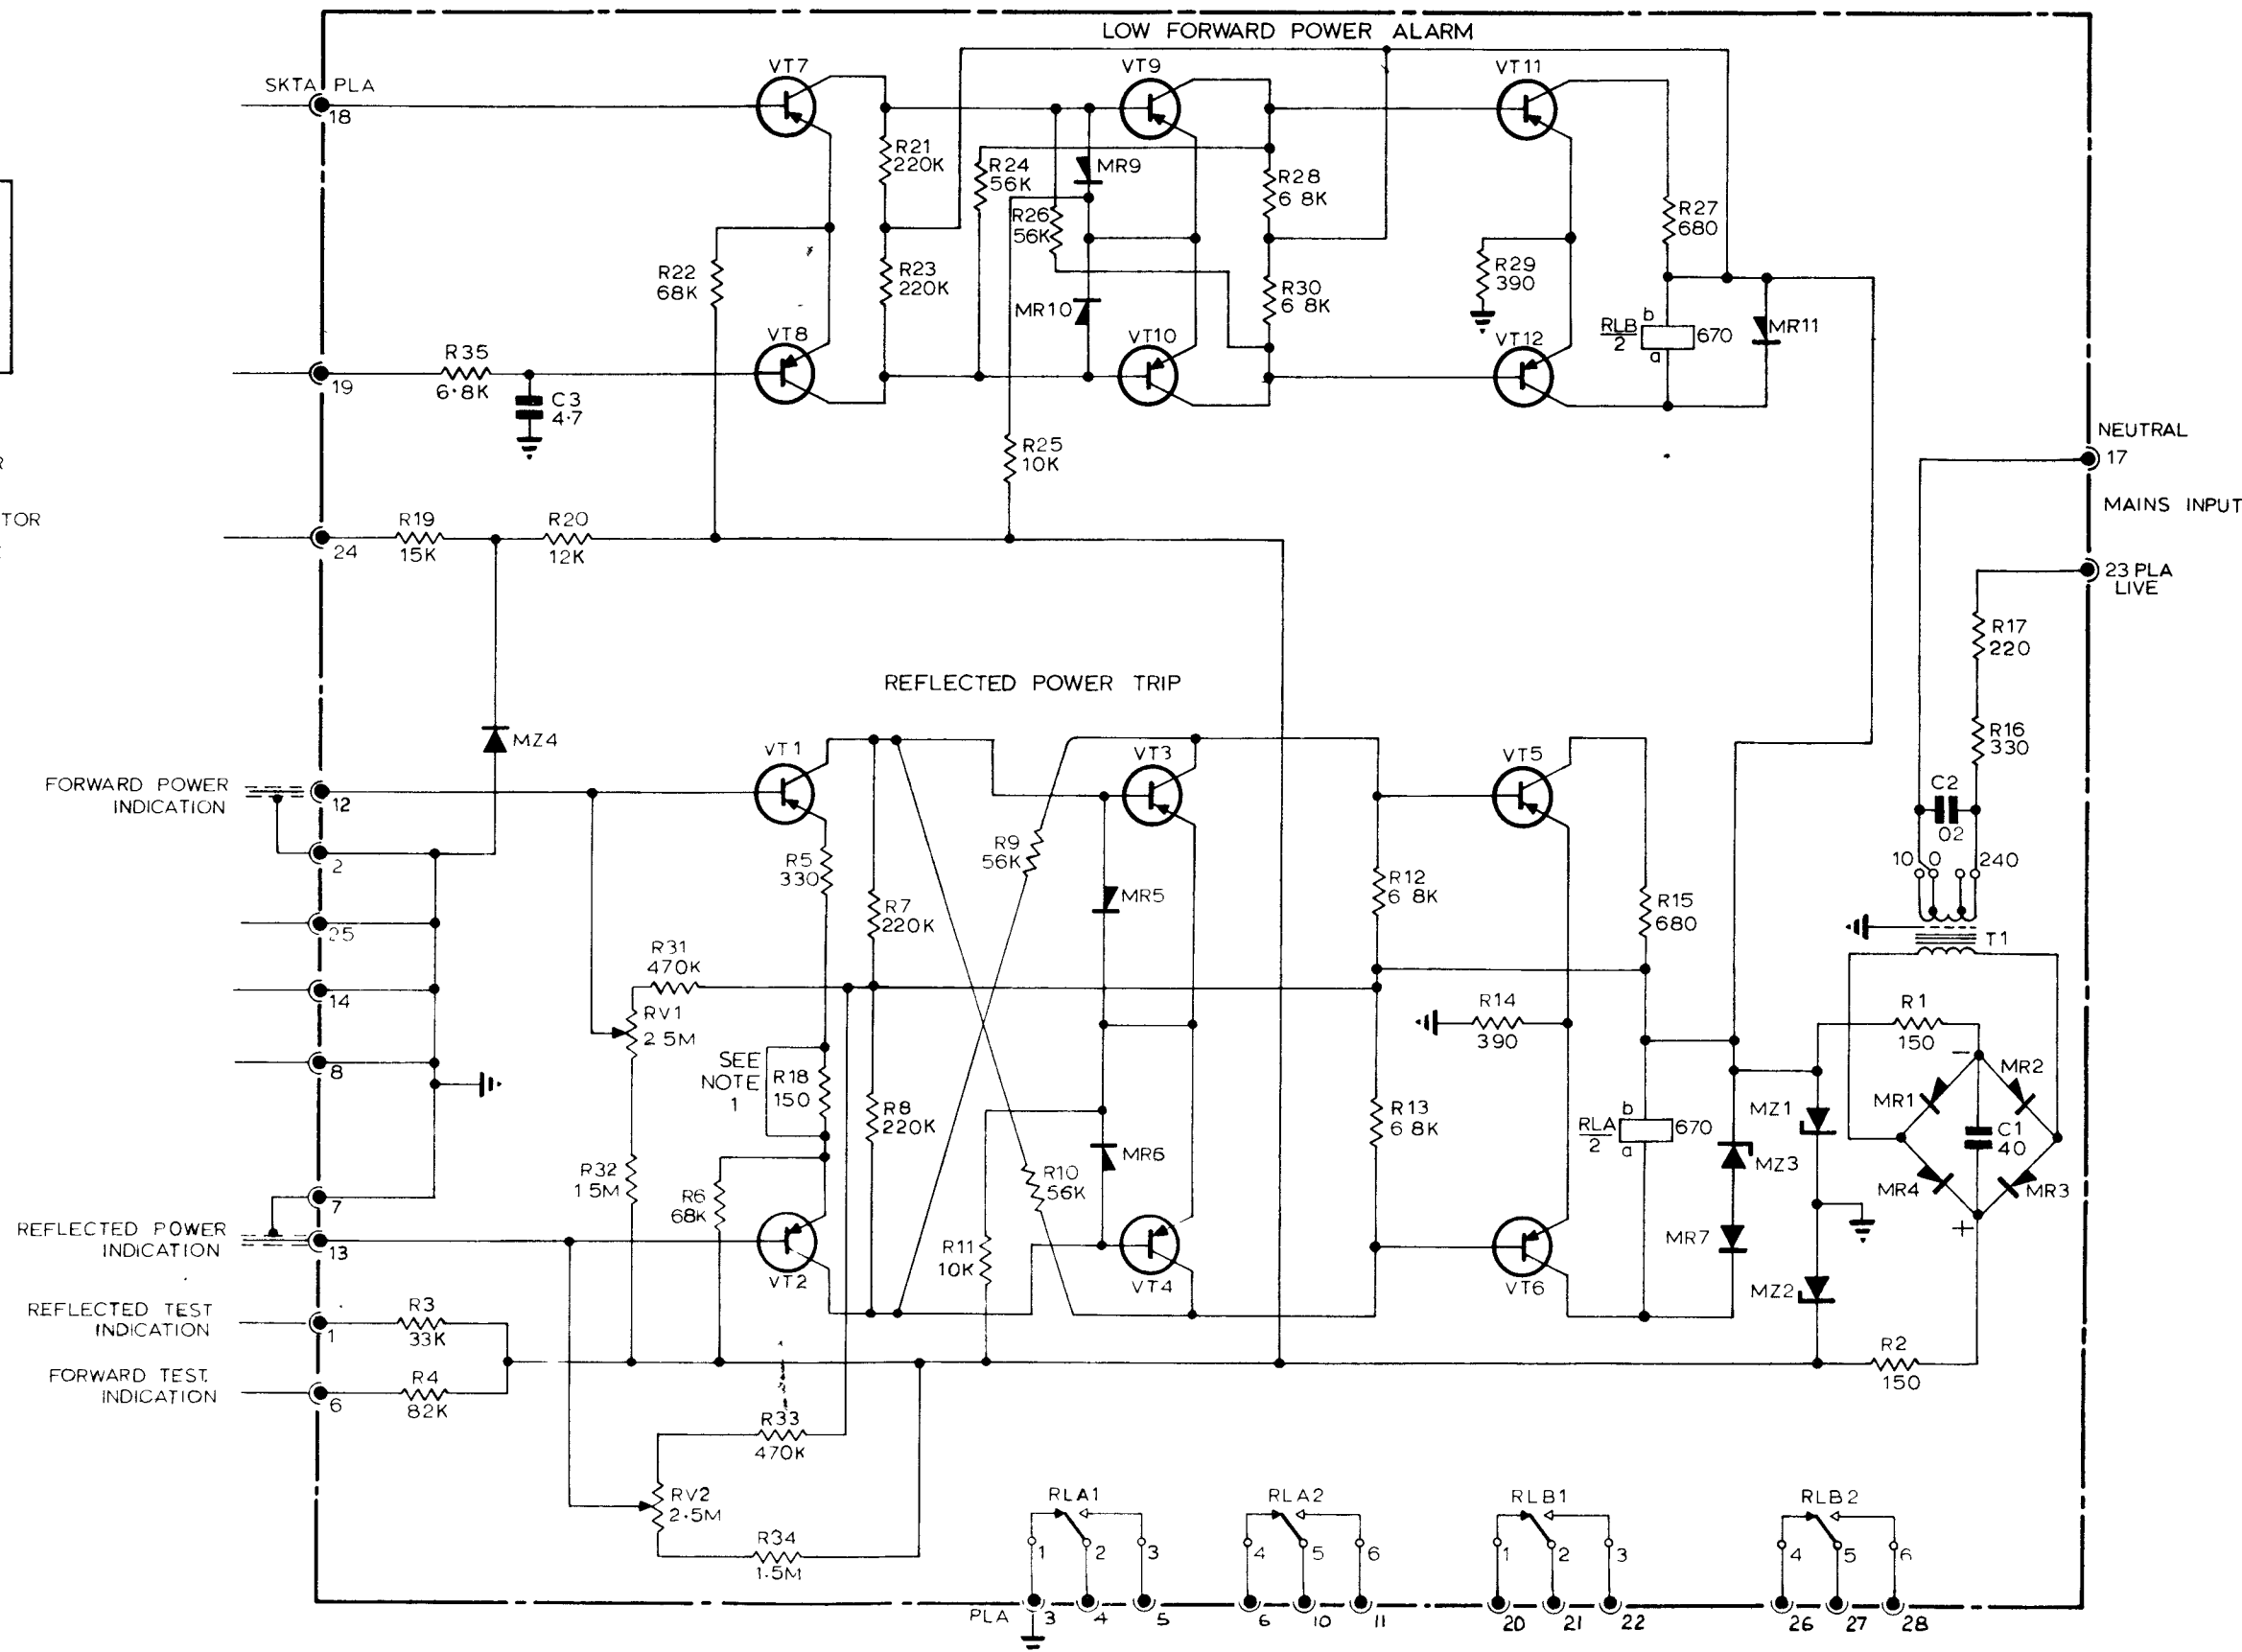 LOW FORWARD POWER ALARM
SKTA PLA
18
VT7
VT9
VT11
R21
220K
R24
56K
MR9
R28
6 8K
R27
680
R26
56K
R22
68K
R23
220K
R29
390
MR10
R30
6 8K
RLB
2
b
a
670
MR11
VT8
VT10
VT12
19
R35
6·8K
C3
4·7
R25
10K
NEUTRAL
17
MAINS INPUT
R
TOR
24
R19
15K
R20
12K
23 PLA
LIVE
R17
220
R16
330
REFLECTED POWER TRIP
MZ4
VT1
VT3
VT5
FORWARD POWER
INDICATION
12
2
C2
02
10 0
240
R5
330
R9
56K
R12
6 8K
MR5
R7
220K
R15
680
25
T1
R31
470K
14
RV1
2 5M
R14
390
R1
150
8
SEE
NOTE
1
R18
150
R8
220K
R13
6 8K
RLA
2
b
a
670
MZ1
MR1
MR2
C1
40
–
MR6
MZ3
R32
1 5M
R6
68K
R10
56K
MR4
MR3
7
+
REFLECTED POWER
INDICATION
13
R11
10K
MR7
VT2
VT4
VT6
MZ2
REFLECTED TEST
INDICATION
1
R3
33K
R2
150
FORWARD TEST
INDICATION
6
R4
82K
R33
470K
RV2
2·5M
R34
1·5M
RLA1
RLA2
RLB1
RLB2
1 2 3
4 5 6
1 2 3
4 5 6
PLA 3 4 5
6 10 11
20 21 22
26 27 28